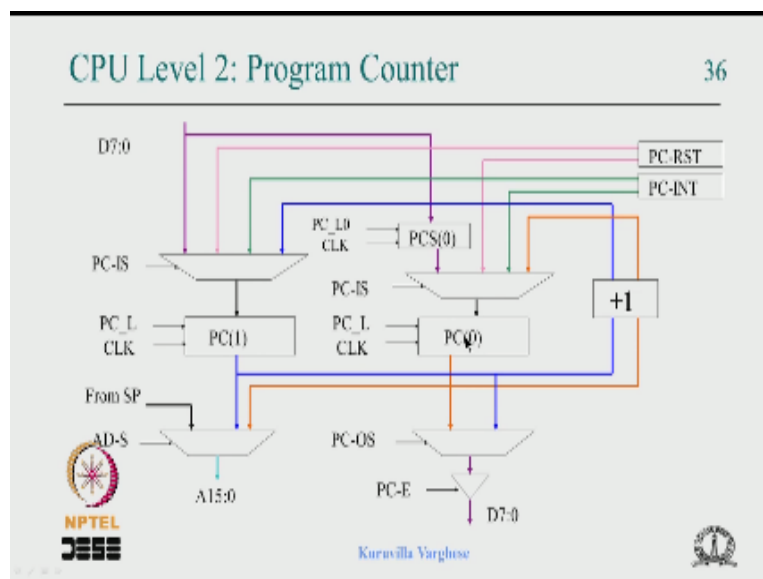 CPU Level 2: Program Counter
36
D7:0
PC-RST
PC-INT
PC_L0
CLK
PCS(0)
PC-IS
PC-IS
+1
PC_L
CLK
PC(1)
PC_L
CLK
PC(0)
From SP
AD-S
PC-OS
A15:0
PC-E
D7:0
NPTEL
DESE
Kuruvilla Varghese